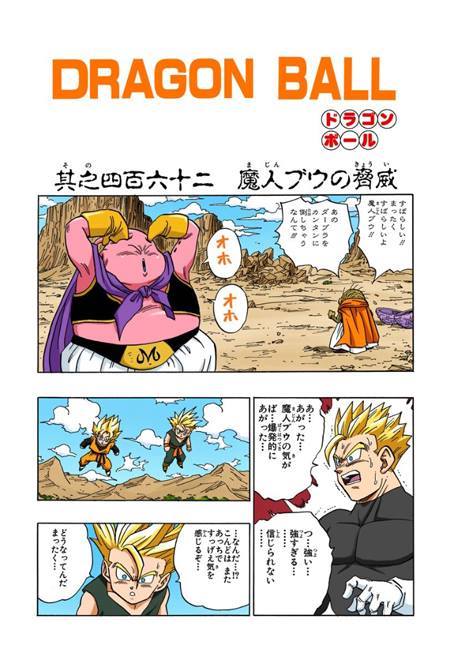 DRAGON BALL
ドラゴン
ボール
其之四百六十二 魔人ブウの脅威
すばらしい!!
まったく
すばらしいよ
魔人ブウ!!
あの
ダーブラを
カンタンに
倒しちゃう
なんて!!
オホ
オホ
あ…
あがった…
魔人ブウの気が
ば…爆発的に
あがった…
つ…強い…
強すぎる…
……
信じられない
……
…なんだ…!?
こんどは また
あっちで
すっげえ気を
感じるぞ…
どうなってんだ
まったく…